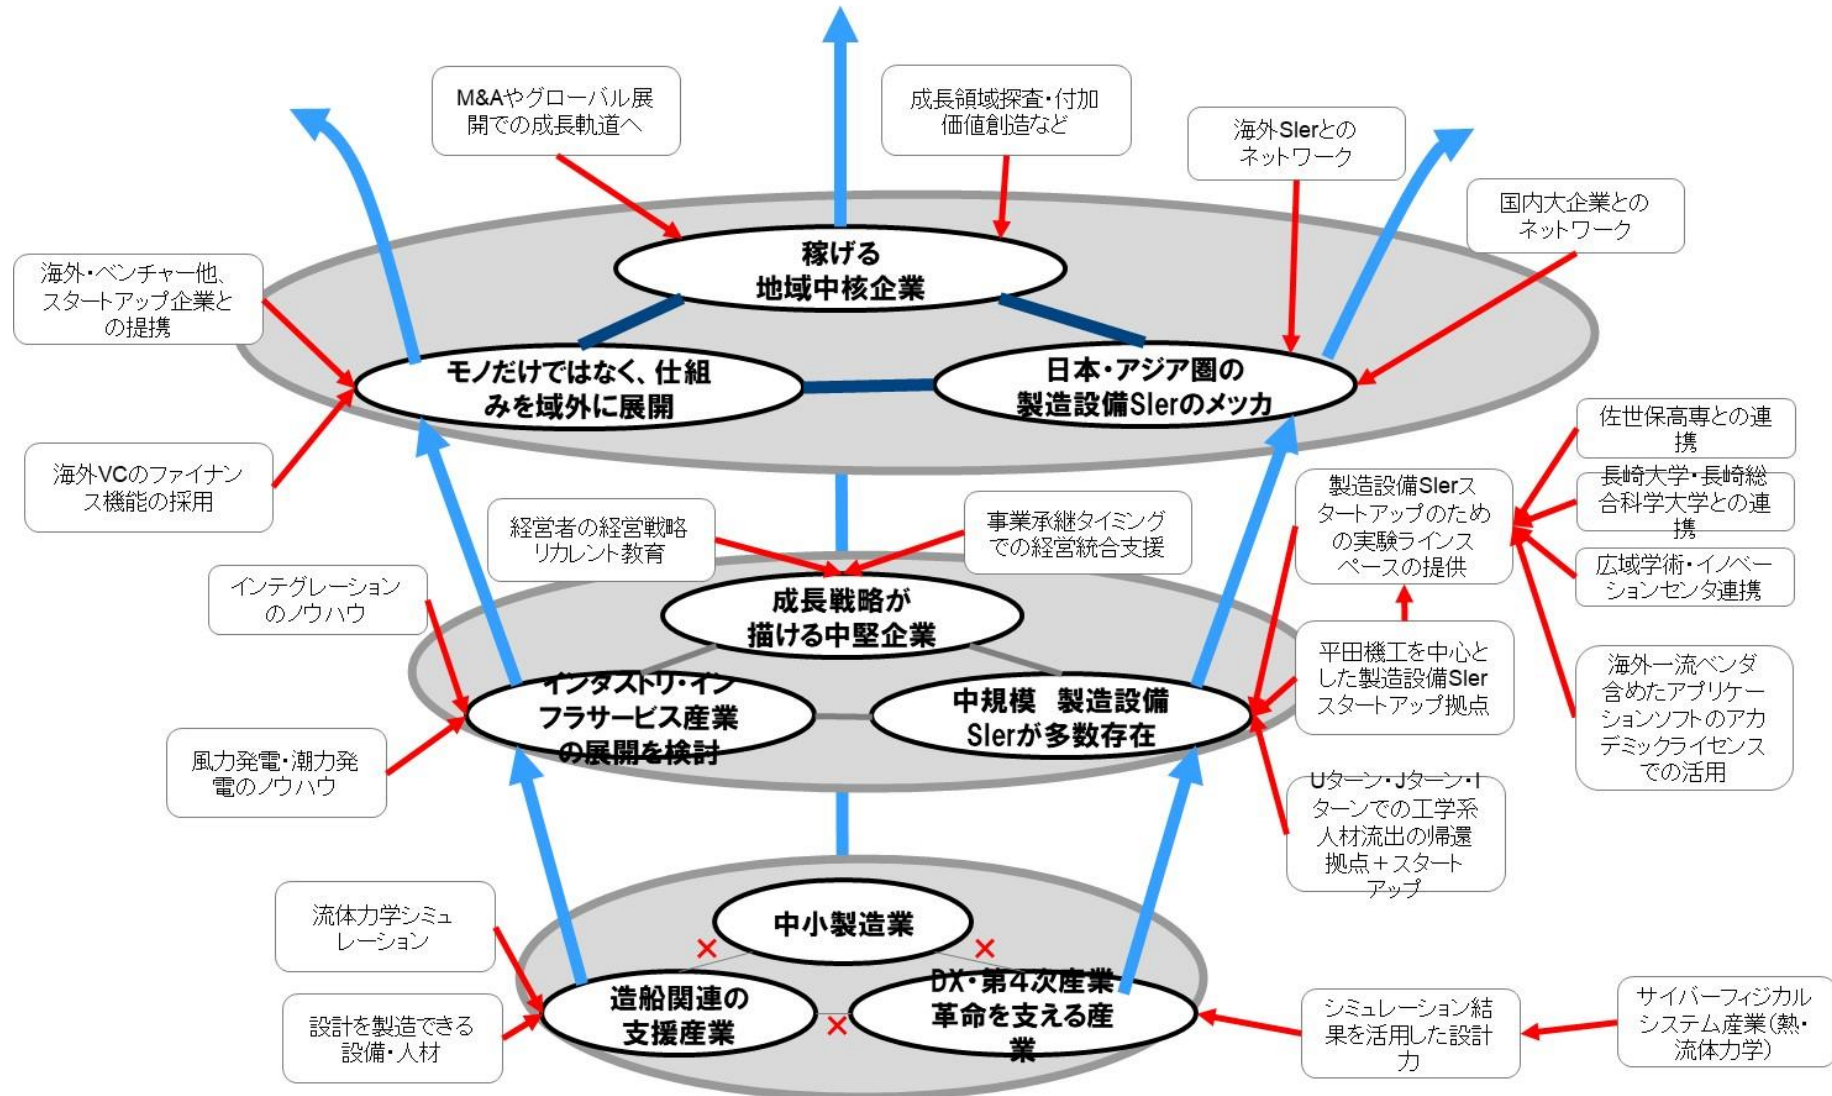 M&Aやグローバル展
開での成長軌道へ
成長領域探査・付加
価値創造など
海外SIerとの
ネットワーク
国内大企業との
ネットワーク
稼げる
地域中核企業
海外・ベンチャー他、
スタートアップ企業と
の提携
モノだけではなく、仕組
みを域外に展開
日本・アジア圏の
製造設備SIerのメッカ
海外VCのファイナン
ス機能の採用
佐世保高専との連
携
長崎大学・長崎総
合科学大学との連
携
広域学術・イノベー
ションセンタ連携
製造設備SIerス
タートアップのため
の実験ラインス
ペースの提供
経営者の経営戦略
リカレント教育
事業承継タイミング
での経営統合支援
インテグレーション
のノウハウ
成長戦略が
描ける中堅企業
平田機工を中心と
した製造設備SIer
スタートアップ拠点
海外一流ベンダ
含めたアプリケー
ションソフトのアカ
デミックライセンス
での活用
インダストリ・イン
フラサービス産業
の展開を検討
中規模　製造設備
SIerが多数存在
風力発電・潮力発
電のノウハウ
Uターン・Jターン・I
ターンでの工学系
人材流出の帰還
拠点＋スタート
アップ
中小製造業
流体力学シミュ
レーション
造船関連の
支援産業
DX・第４次産業
革命を支える産
業
設計を製造できる
設備・人材
シミュレーション結
果を活用した設計
力
サイバーフィジカル
システム産業（熱・
流体力学）